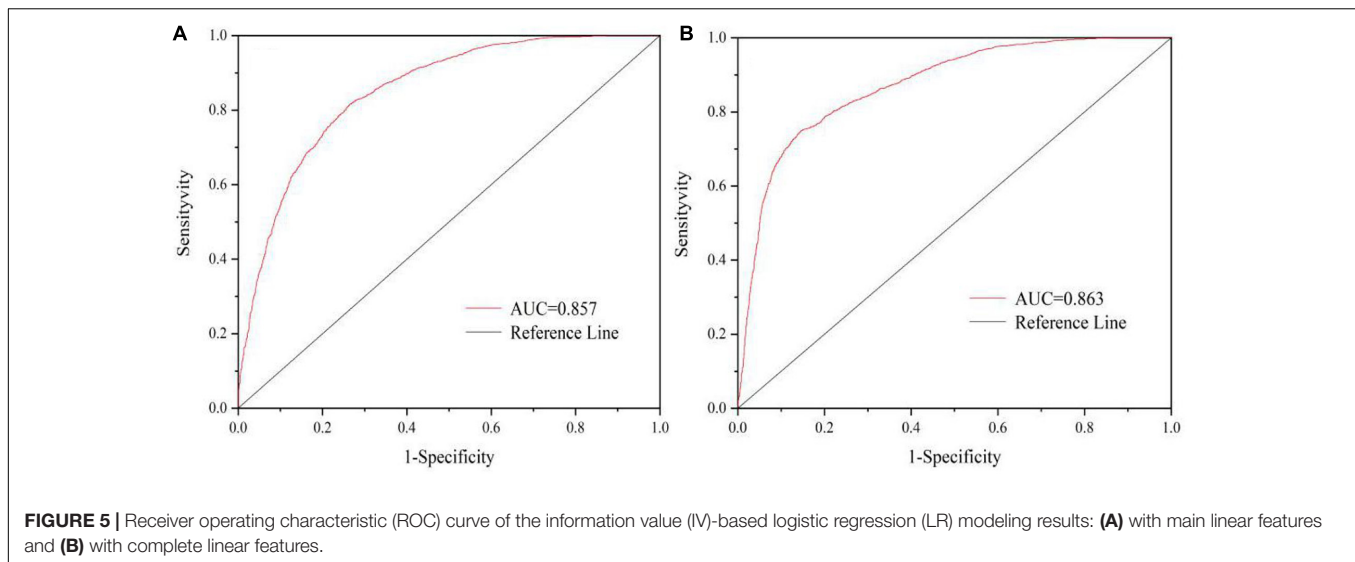 A
1.0
0.8
0.6
0.4
0.2
0.0
Sensityvity
AUC=0.857
Reference Line
0.0 0.2 0.4 0.6 0.8 1.0
1-Specificity
B
1.0
0.8
0.6
0.4
0.2
0.0
Sensityvity
AUC=0.863
Reference Line
0.0 0.2 0.4 0.6 0.8 1.0
1-Specificity
FIGURE 5 | Receiver operating characteristic (ROC) curve of the information value (IV)-based logistic regression (LR) modeling results: (A) with main linear features
and (B) with complete linear features.